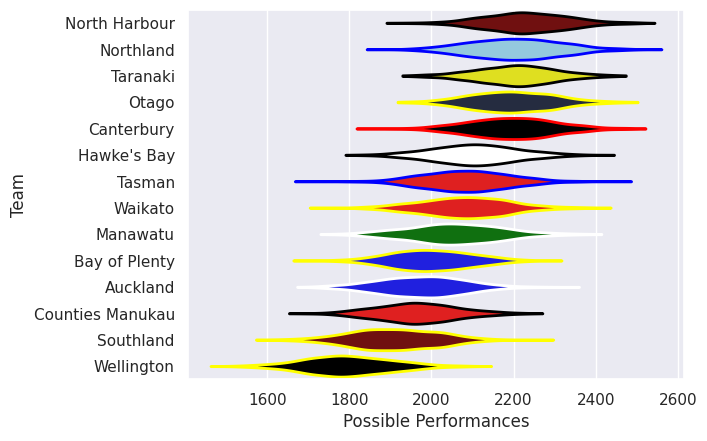 North Harbour
Northland
Taranaki
Otago
Canterbury
Hawke's Bay
Tasman
Waikato
Manawatu
Bay of Plenty
Auckland
Counties Manukau
Southland
Wellington
Team
1600 1800 2000 2200 2400 2600
Possible Performances